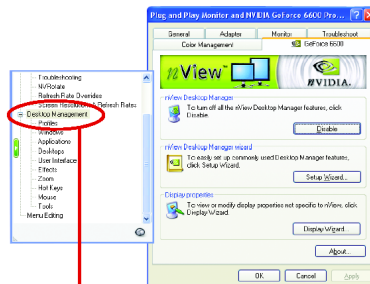 Plug and Play Monitor and NVIDIA GeForce 6600 Pro...
General
Adapter
Monitor
Troubleshoot
Color Management
GeForce 6600
nView
NVIDIA.
nView Desktop Manager
To turn off all the nView Desktop Manager features, click
Disable.
Disable
nView Desktop Manager wizard
To easily set up commonly used Desktop Manager features,
click Setup Wizard.
Setup Wizard...
Display properties
To view or modify display properties not specific to nView, click
Display Wizard.
Display Wizard...
About...
OK
Cancel
Apply
Troubleshooting
NVRotate
Refresh Rate Overrides
Screen Resolutions & Refresh Rates
Desktop Management
Profiles
Windows
Applications
Desktops
User Interface
Effects
Zoom
Hot Keys
Mouse
Tools
Menu Editing